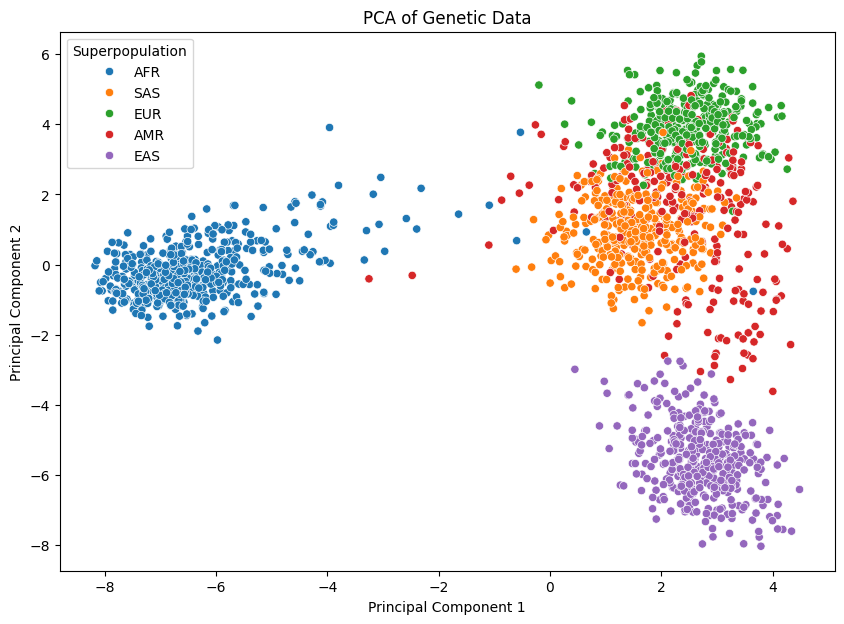 PCA of Genetic Data
Superpopulation
AFR
SAS
EUR
AMR
EAS
Principal Component 2
6
4
2
0
−2
−4
−6
−8
−8
−6
−4
−2
0
2
4
Principal Component 1